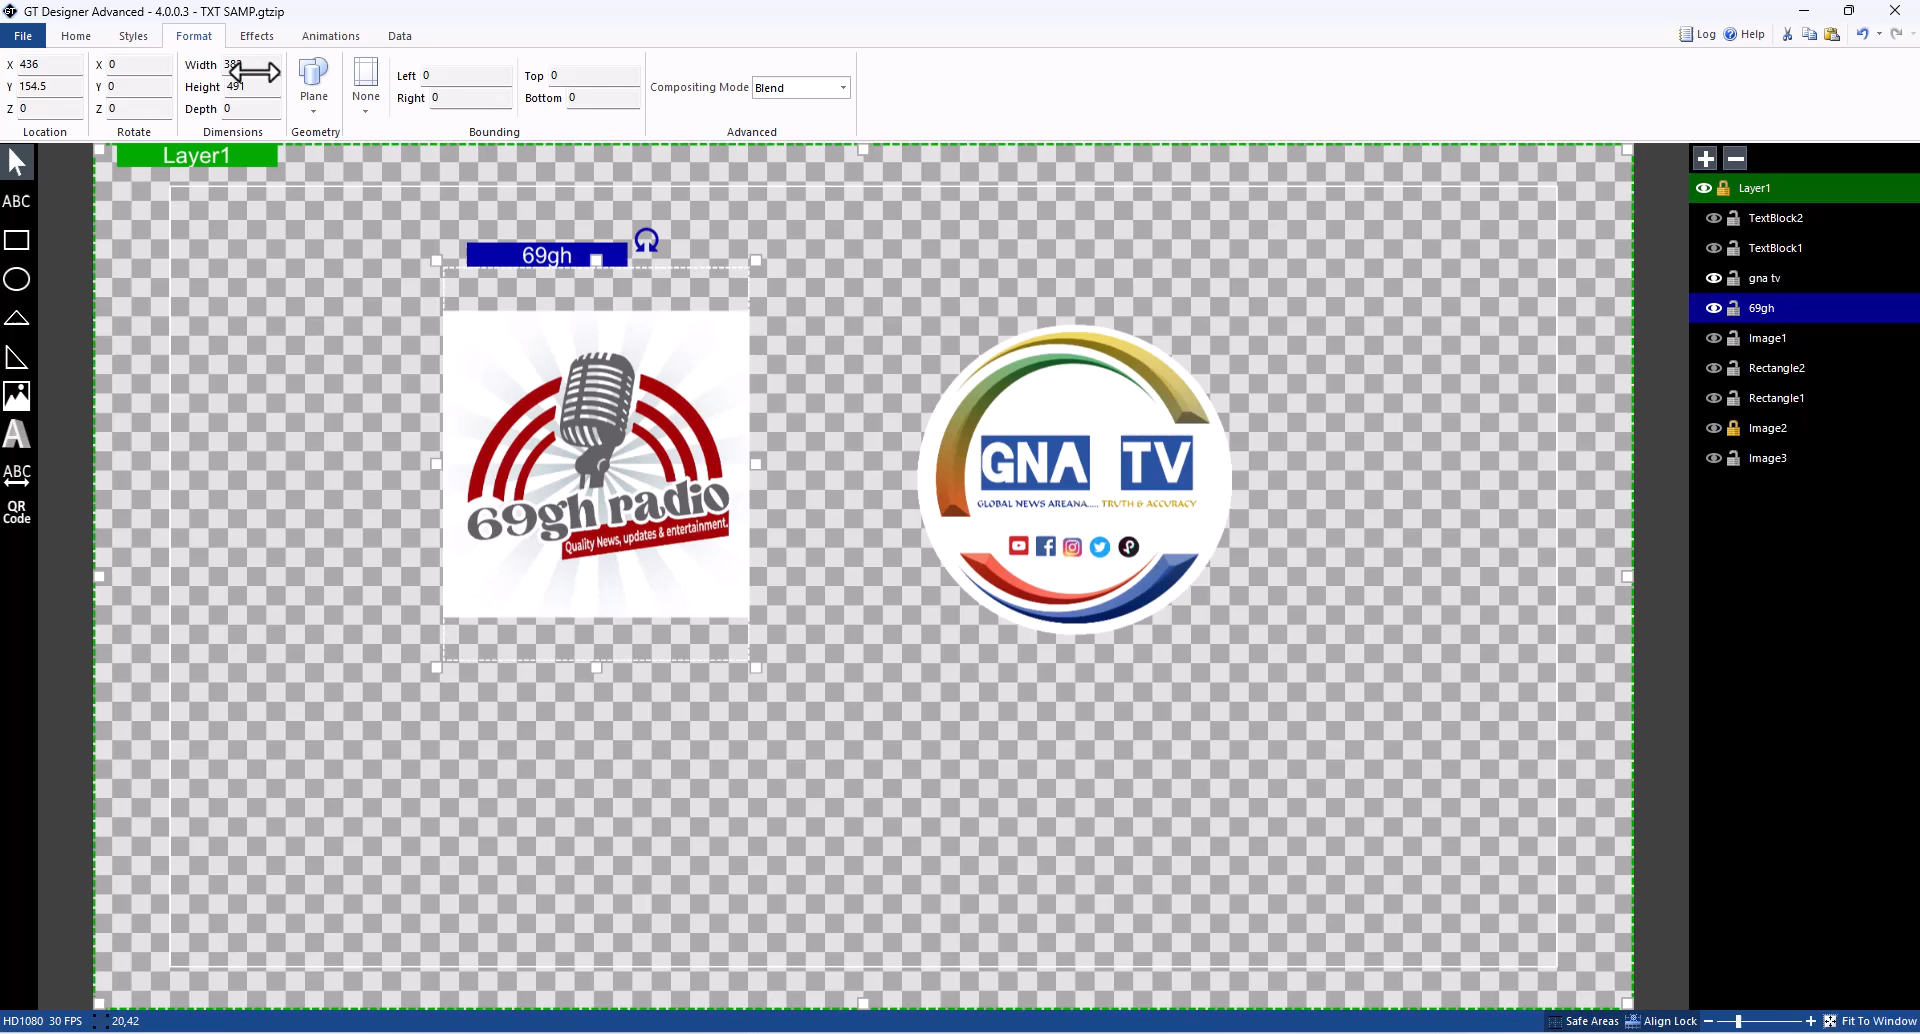 GT Designer Advanced - 4.0.0.3 - TXT SAMP.gtzip
File Home Styles Format Effects Animations Data
Log Help
X 436 X 0 Width
Y 154.5 Y 0 Height 491
Z 0 Z 0 Depth 0
Plane None
Left 0 Top 0
Right 0 Bottom 0
Compositing Mode Blend
Location Rotate Dimensions Geometry Bounding Advanced
ABC
ABC
QR
Code
Layer1
69gh
69gh radio
Quality News, updates & entertainment.
GNA TV
GLOBAL NEWS AREANA..... TRUTH & ACCURACY
Layer1
TextBlock2
TextBlock1
gna tv
69gh
Image1
Rectangle2
Rectangle1
Image2
Image3
HD1080 30 FPS 20,42
Safe Areas Align Lock Fit To Window